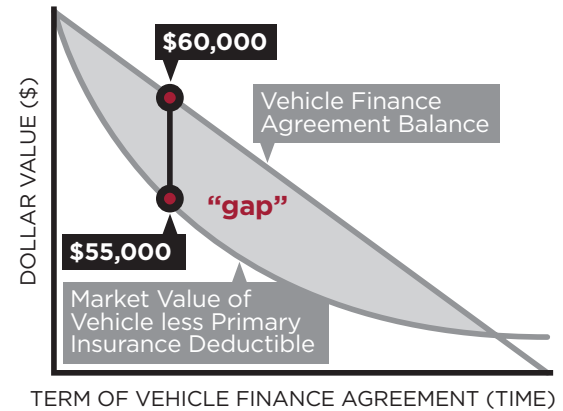 $60,000
Vehicle Finance
Agreement Balance
DOLLAR VALUE ($)
“gap”
$55,000
Market Value of
Vehicle less Primary
Insurance Deductible
TERM OF VEHICLE FINANCE AGREEMENT (TIME)